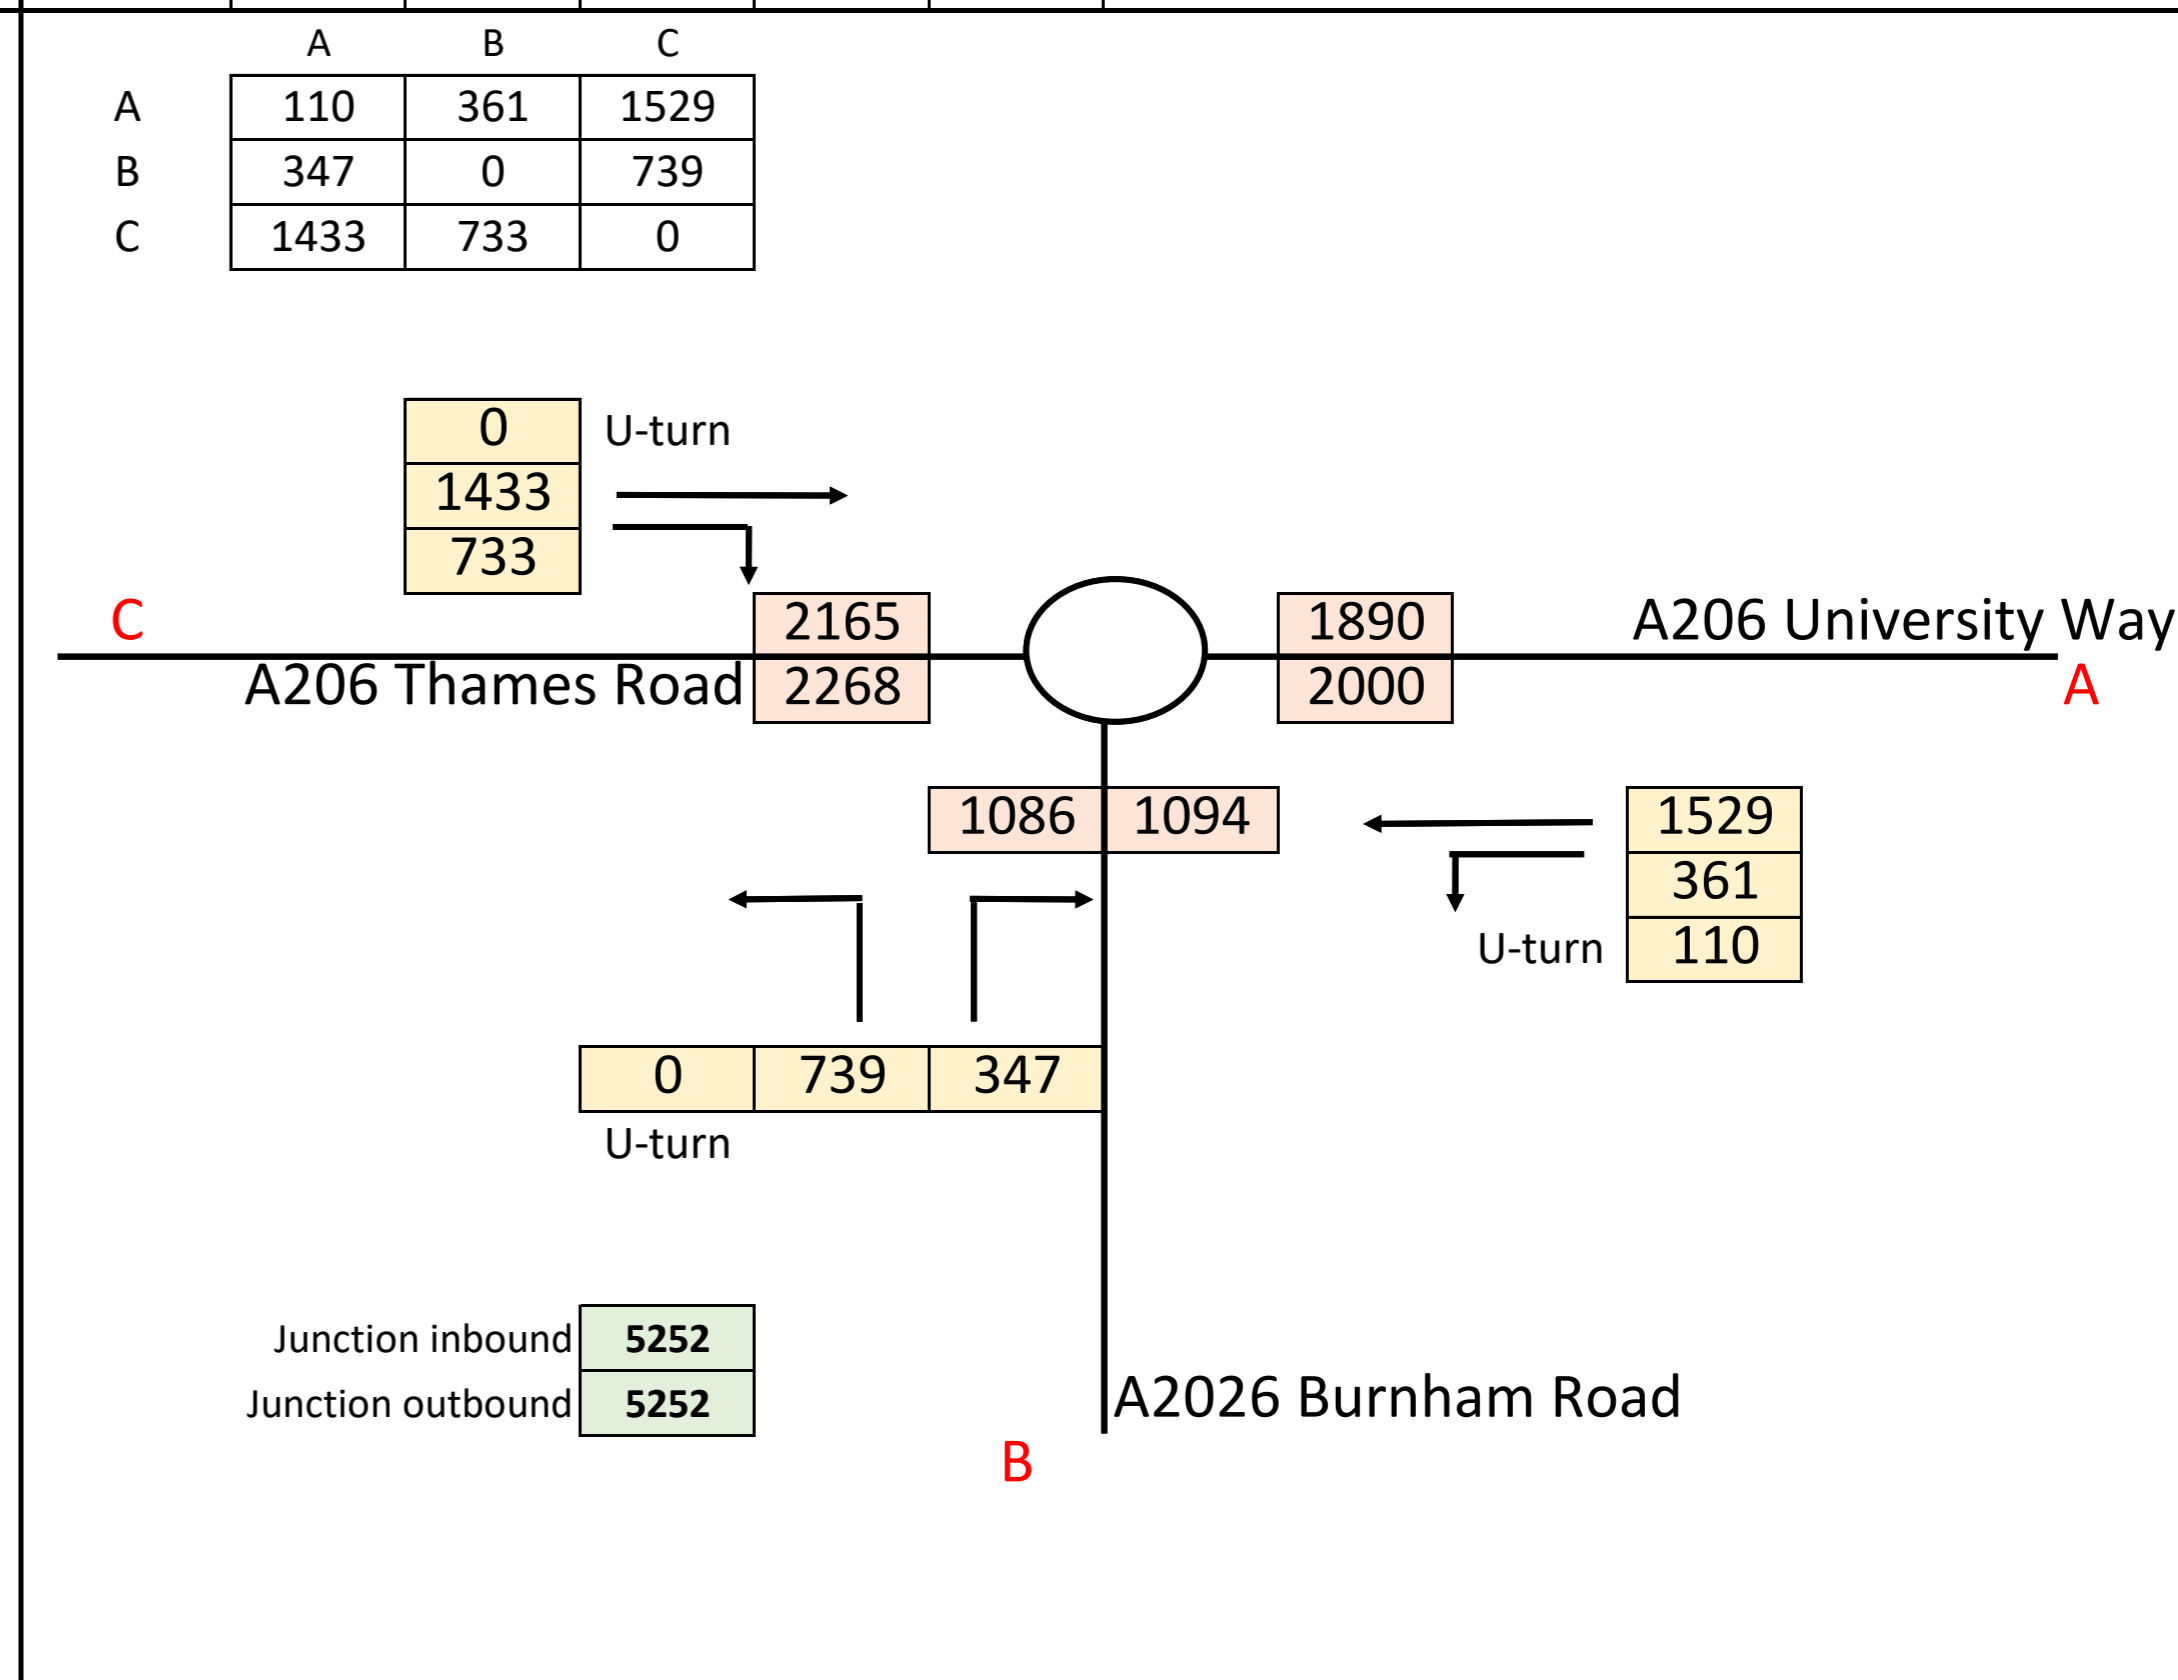 A B C
A 110 361 1529
B 347 0 739
C 1433 733 0
0 U-turn
1433
733
C 2165 1890 A206 University Way
A206 Thames Road 2268 2000 A
1086 1094 1529
361
U-turn 110
0 739 347
U-turn
Junction inbound 5252
Junction outbound 5252 A2026 Burnham Road
B